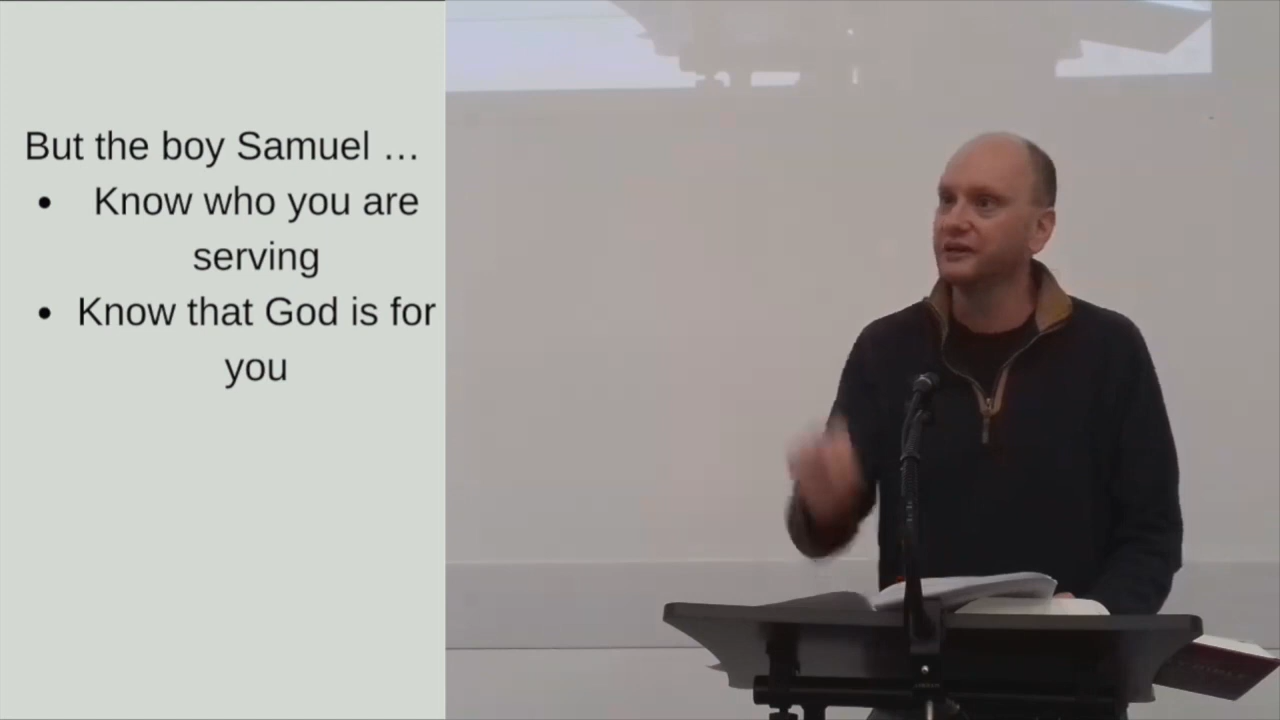 But the boy Samuel …
• Know who you are
serving
• Know that God is for
you